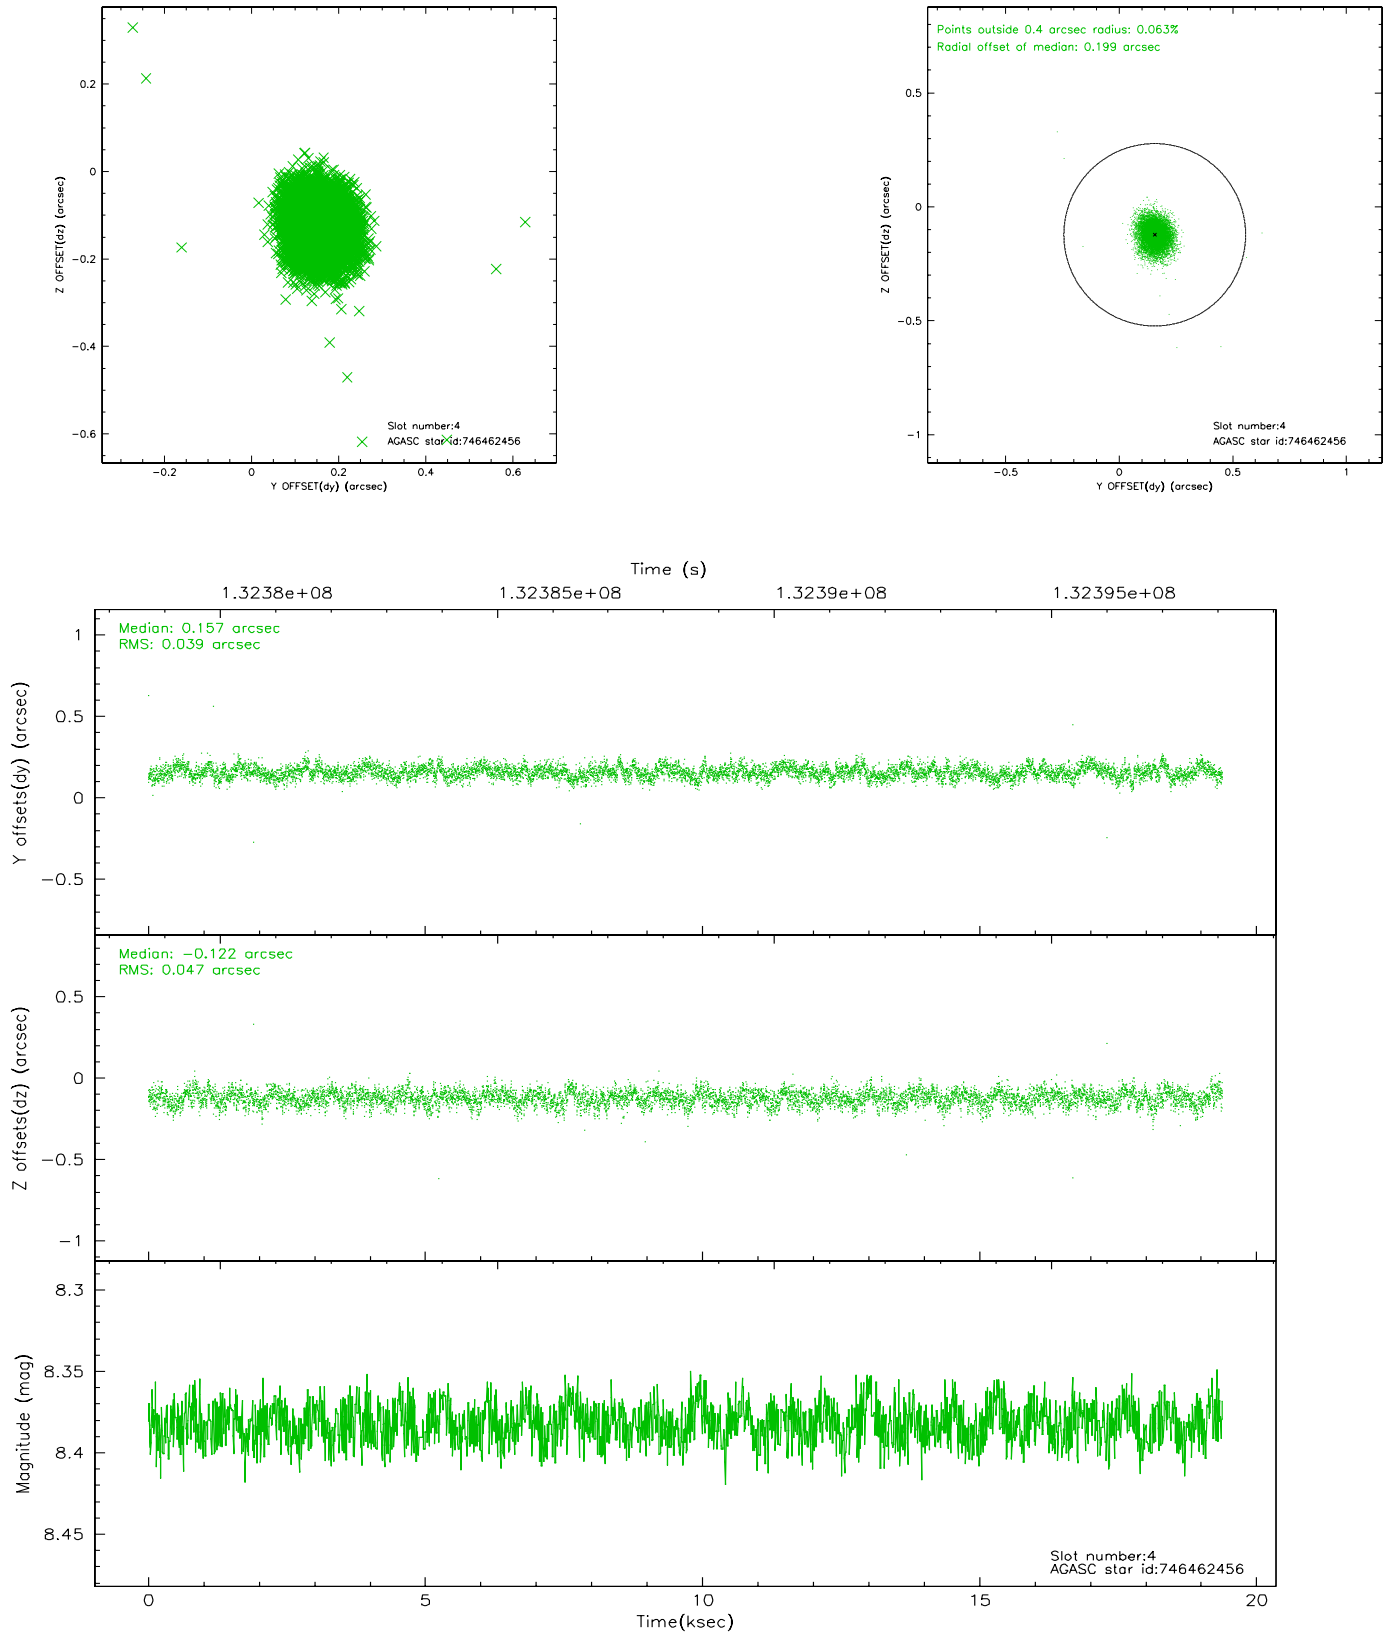 0.2
0
−0.2
−0.4
−0.6
Z OFFSET(dz) (arcsec)
−0.2
0
0.2
0.4
0.6
Y OFFSET(dy) (arcsec)
Slot number:4
AGASC star id:746462456
Points outside 0.4 arcsec radius: 0.063%
Radial offset of median: 0.199 arcsec
0.5
0
−0.5
−1
Z OFFSET(dz) (arcsec)
−0.5
0
0.5
1
Y OFFSET(dy) (arcsec)
Slot number:4
AGASC star id:746462456
Time (s)
1.3238e+08
1.32385e+08
1.3239e+08
1.32395e+08
Median: 0.157 arcsec
RMS: 0.039 arcsec
1
0.5
0
−0.5
Y offsets(dy) (arcsec)
Median: −0.122 arcsec
RMS: 0.047 arcsec
0.5
0
−0.5
−1
Z offsets(dz) (arcsec)
8.3
8.35
8.4
8.45
Magnitude (mag)
Slot number:4
AGASC star id:746462456
0
5
10
15
20
Time(ksec)